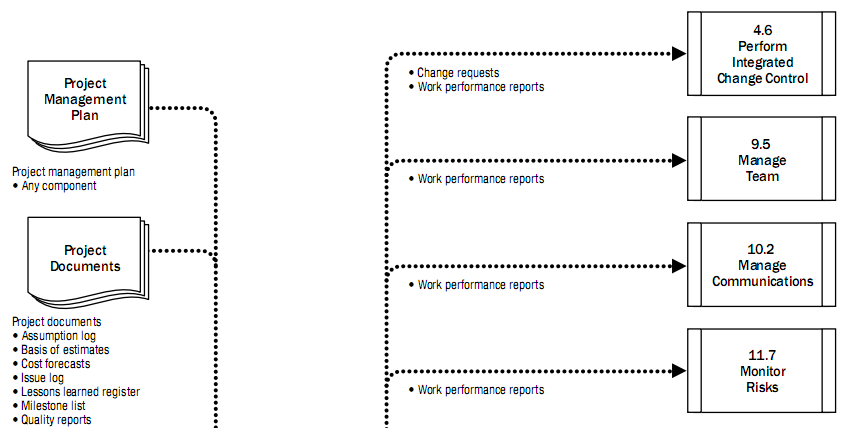 Project
Management
Plan
Project management plan
• Any component
Project
Documents
Project documents
• Assumption log
• Basis of estimates
• Cost forecasts
• Issue log
• Lessons learned register
• Milestone list
• Quality reports
• Change requests
• Work performance reports
4.6
Perform
Integrated
Change Control
• Work performance reports
9.5
Manage
Team
• Work performance reports
10.2
Manage
Communications
• Work performance reports
11.7
Monitor
Risks